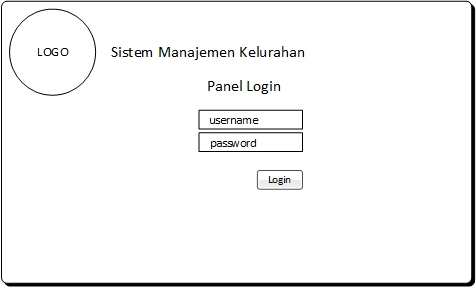 LOGO
Sistem Manajemen Kelurahan
Panel Login
username
password
Login